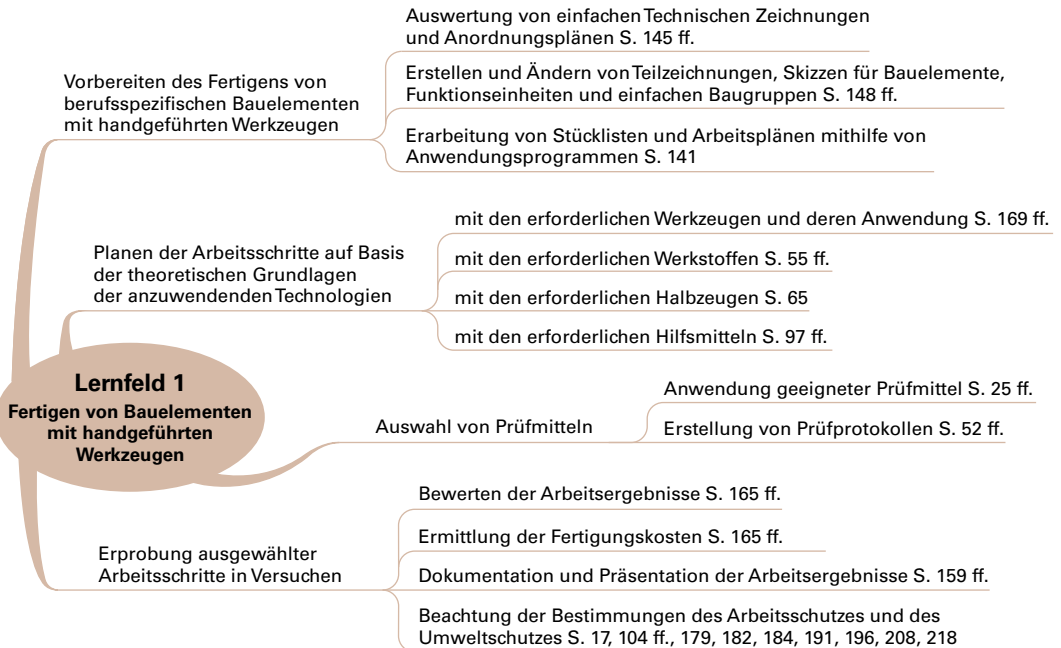 Lernfeld 1
Fertigen von Bauelementen
mit handgeführten
Werkzeugen
Vorbereiten des Fertigens von
berufsspezifischen Bauelementen
mit handgeführten Werkzeugen
Auswertung von einfachen Technischen Zeichnungen
und Anordnungsplänen S. 145 ff.
Erstellen und Ändern von Teilzeichnungen, Skizzen für Bauelemente,
Funktionseinheiten und einfachen Baugruppen S. 148 ff.
Erarbeitung von Stücklisten und Arbeitsplänen mithilfe von
Anwendungsprogrammen S. 141
Planen der Arbeitsschritte auf Basis
der theoretischen Grundlagen
der anzuwendenden Technologien
mit den erforderlichen Werkzeugen und deren Anwendung S. 169 ff.
mit den erforderlichen Werkstoffen S. 55 ff.
mit den erforderlichen Halbzeugen S. 65
mit den erforderlichen Hilfsmitteln S. 97 ff.
Auswahl von Prüfmitteln
Anwendung geeigneter Prüfmittel S. 25 ff.
Erstellung von Prüfprotokollen S. 52 ff.
Erprobung ausgewählter
Arbeitsschritte in Versuchen
Bewerten der Arbeitsergebnisse S. 165 ff.
Ermittlung der Fertigungskosten S. 165 ff.
Dokumentation und Präsentation der Arbeitsergebnisse S. 159 ff.
Beachtung der Bestimmungen des Arbeitsschutzes und des
Umweltschutzes S. 17, 104 ff., 179, 182, 184, 191, 196, 208, 218